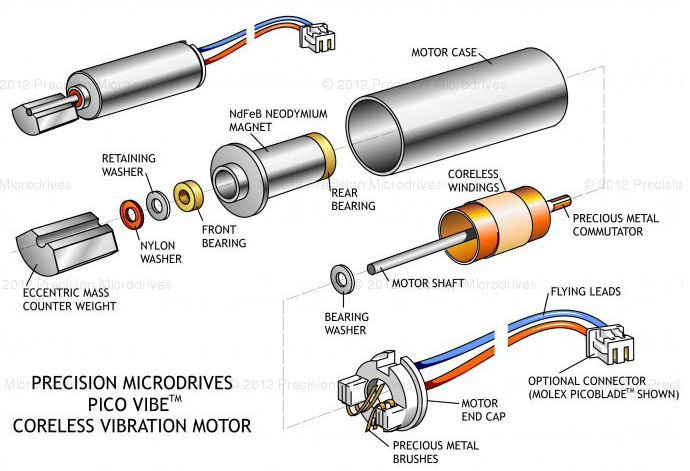 © 2012 Precision Microdrives
MOTOR CASE
NdFeB NEODYMIUM
MAGNET
RETAINING
WASHER
REAR
BEARING
CORELESS
WINDINGS
PRECIOUS METAL
COMMUTATOR
FRONT
BEARING
NYLON
WASHER
ECCENTRIC MASS
COUNTER WEIGHT
MOTOR SHAFT
BEARING
WASHER
FLYING LEADS
OPTIONAL CONNECTOR
(MOLEX PICOBLADE™ SHOWN)
MOTOR
END CAP
PRECIOUS METAL
BRUSHES
PRECISION MICRODRIVES
PICO VIBE™
CORELESS VIBRATION MOTOR